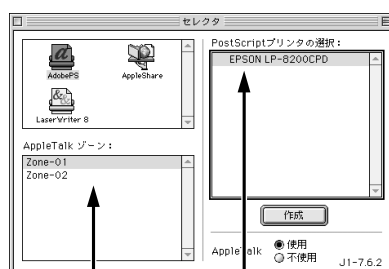 セレクタ
AdobePS
AppleShare
LaserWriter 8
PostScriptプリンタの選択：
EPSON LP-8200CPD
AppleTalk ゾーン：
Zone-01
Zone-02
作成
AppleTalk
使用
不使用
J1-7.6.2